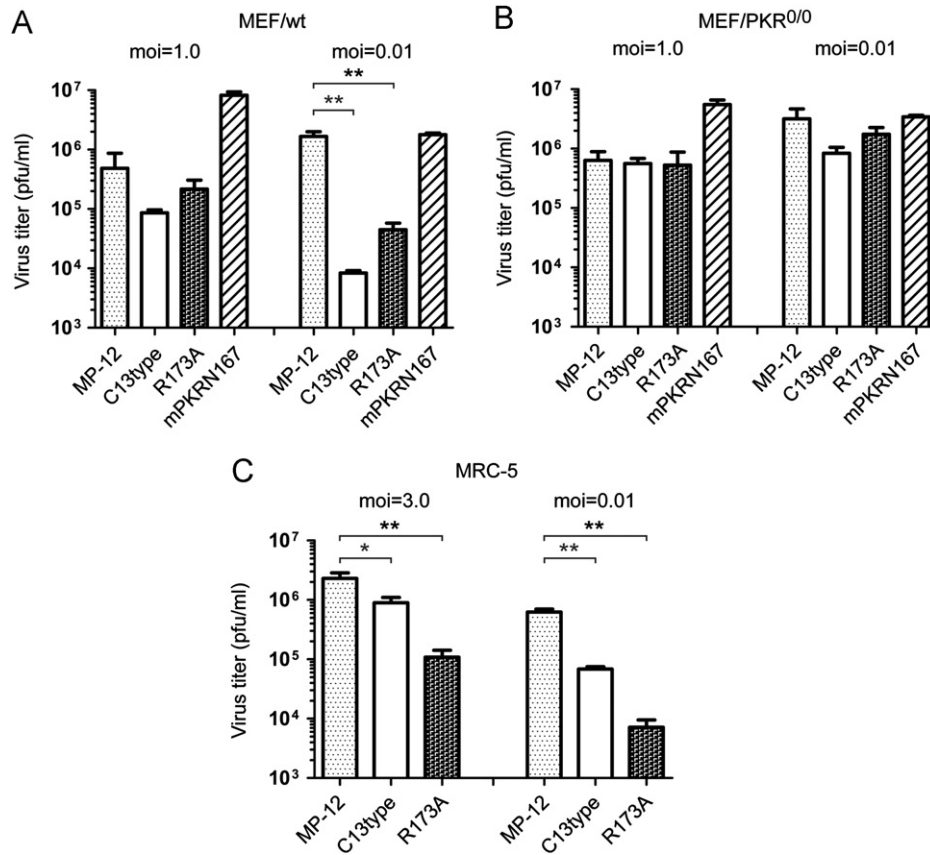 A
MEF/wt
moi=1.0
moi=0.01
Virus titer (pfu/ml)
10^7
10^6
10^5
10^4
10^3
**
**
MP-12
C13type
R173A
mPKRN167
MP-12
C13type
R173A
mPKRN167
B
MEF/PKR^0/0
moi=1.0
moi=0.01
Virus titer (pfu/ml)
10^7
10^6
10^5
10^4
10^3
MP-12
C13type
R173A
mPKRN167
MP-12
C13type
R173A
mPKRN167
C
MRC-5
moi=3.0
moi=0.01
Virus titer (pfu/ml)
10^7
10^6
10^5
10^4
10^3
**
*
**
**
MP-12
C13type
R173A
MP-12
C13type
R173A